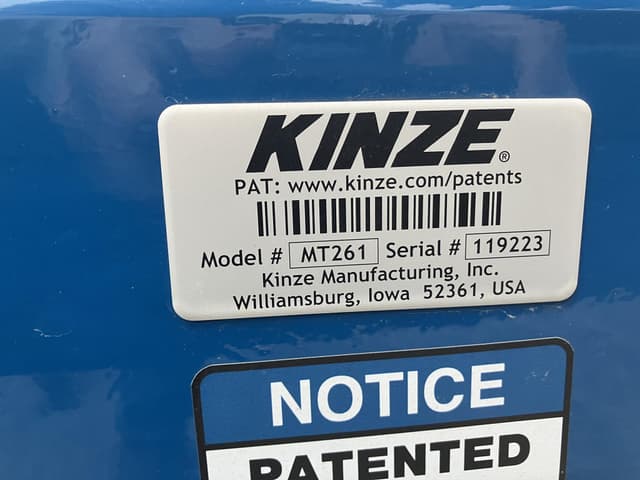 KINZE®
PAT: www.kinze.com/patents
Model # MT261 Serial # 119223
Kinze Manufacturing, Inc.
Williamsburg, Iowa 52361, USA
NOTICE
PATENTED